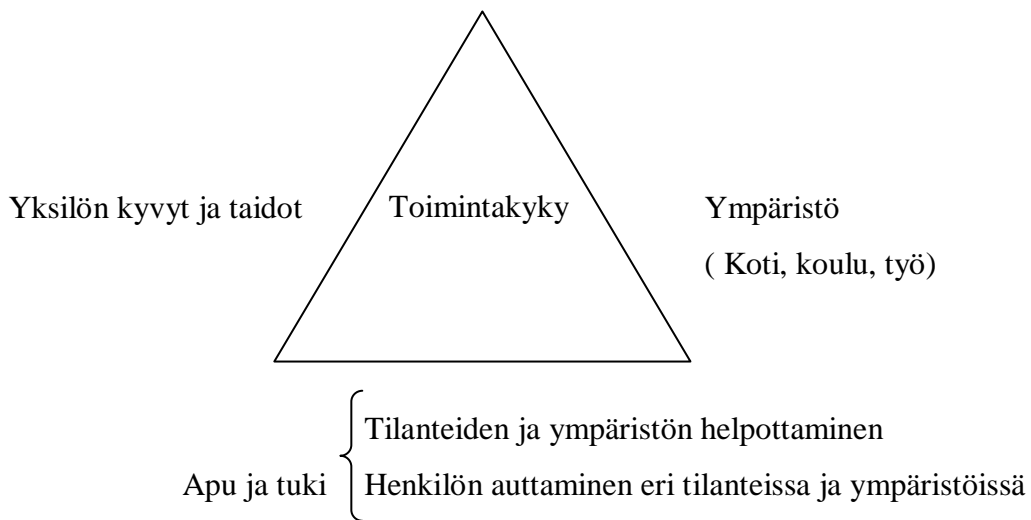 Yksilön kyvyt ja taidot
Toimintakyky
Ympäristö
( Koti, koulu, työ)
Tilanteiden ja ympäristön helpottaminen
Apu ja tuki
Henkilön auttaminen eri tilanteissa ja ympäristöissä